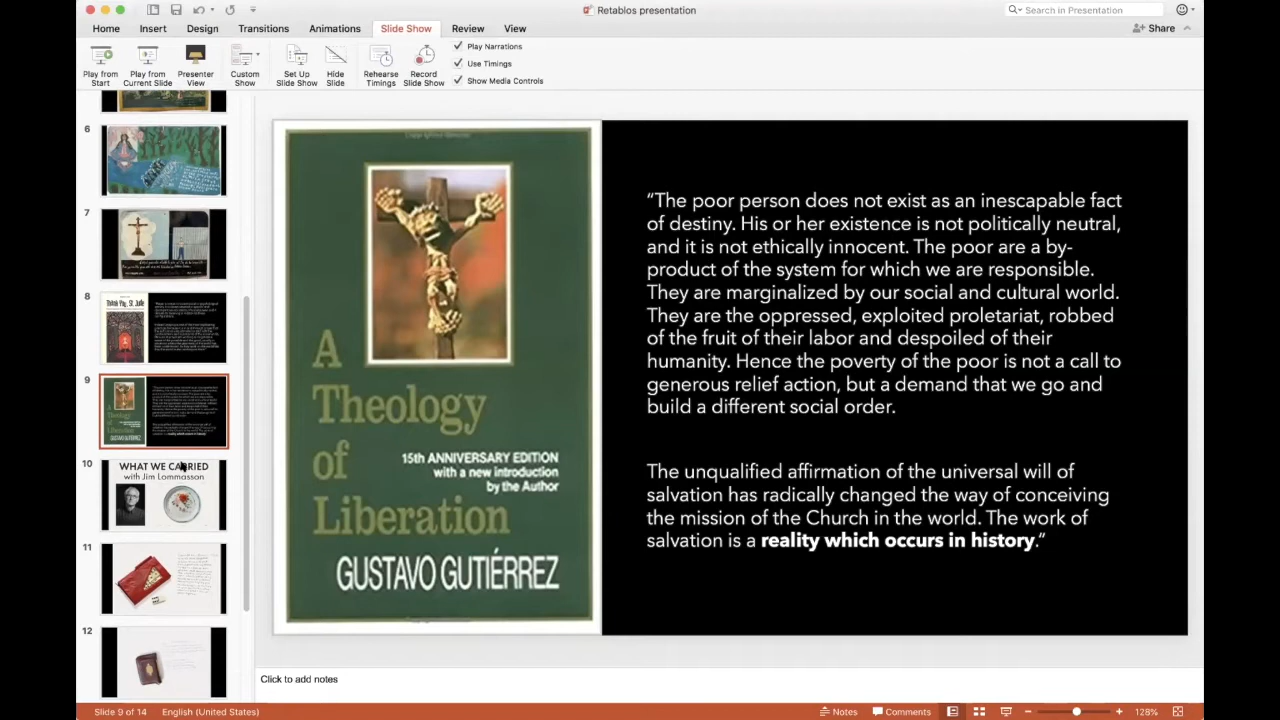 Retablos presentation
Search in Presentation
Home Insert Design Transitions Animations Slide Show Review View
Share
Play from Start
Play from Current Slide
Presenter View
Custom Show
Set Up Slide Show
Hide Slide
Rehearse Timings
Record Slide Show
Play Narrations
Use Timings
Show Media Controls
6
7
8
Thank You, St. Jude
9
A Theology of Liberation
GUSTAVO GUTIÉRREZ
10
WHAT WE CARRIED
with Jim Lommasson
11
12
A
Theology
of
Liberation
15th ANNIVERSARY EDITION
with a new introduction
by the Author
GUSTAVO GUTIÉRREZ
“The poor person does not exist as an inescapable fact
of destiny. His or her existence is not politically neutral,
and it is not ethically innocent. The poor are a by-
product of the system for which we are responsible.
They are marginalized by our social and cultural world.
They are the oppressed, exploited proletariat, robbed
of the fruit of their labor and despoiled of their
humanity. Hence the poverty of the poor is not a call to
generous relief action, but a demand that we go and
build a different social order.
The unqualified affirmation of the universal will of
salvation has radically changed the way of conceiving
the mission of the Church in the world. The work of
salvation is a reality which occurs in history.”
Click to add notes
Slide 9 of 14 English (United States)
Notes Comments 128%